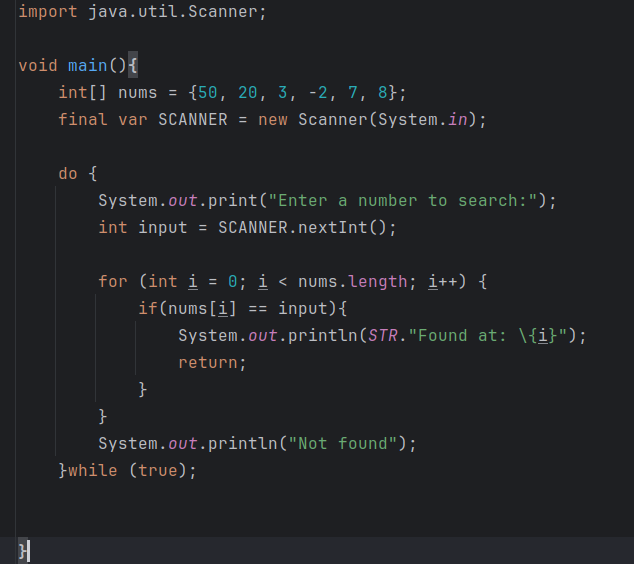 import java.util.Scanner;
void main(){
    int[] nums = {50, 20, 3, -2, 7, 8};
    final var SCANNER = new Scanner(System.in);
    do {
        System.out.print("Enter a number to search:");
        int input = SCANNER.nextInt();
        for (int i = 0; i < nums.length; i++) {
            if(nums[i] == input){
                System.out.println(STR."Found at: \{i}");
                return;
            }
        }
        System.out.println("Not found");
    }while (true);
}